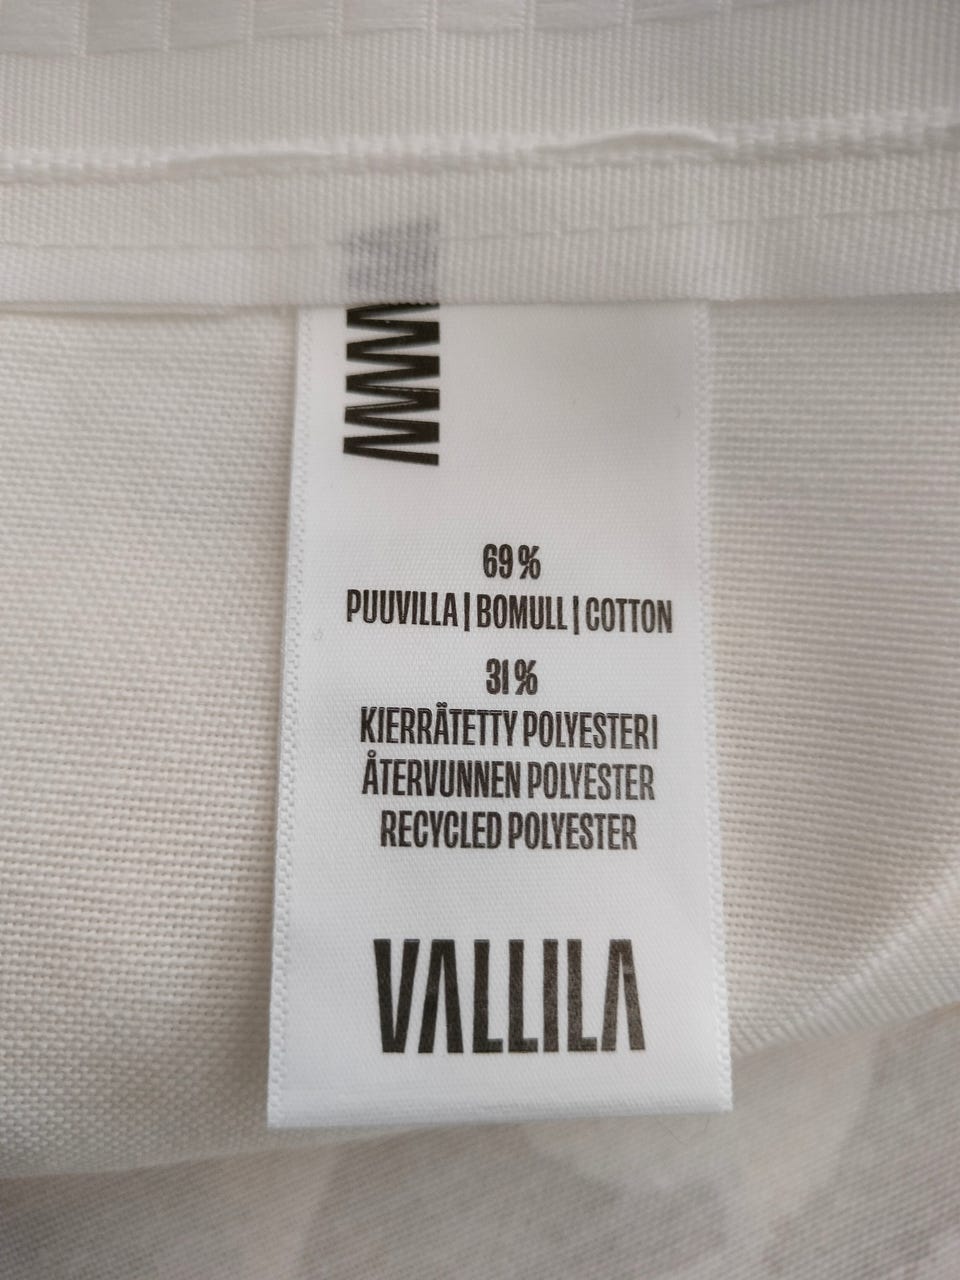 69 %
PUUVILLA | BOMULL | COTTON
31 %
KIERRÄTETTY POLYESTERI
ÅTERVUNNEN POLYESTER
RECYCLED POLYESTER
VALLILA